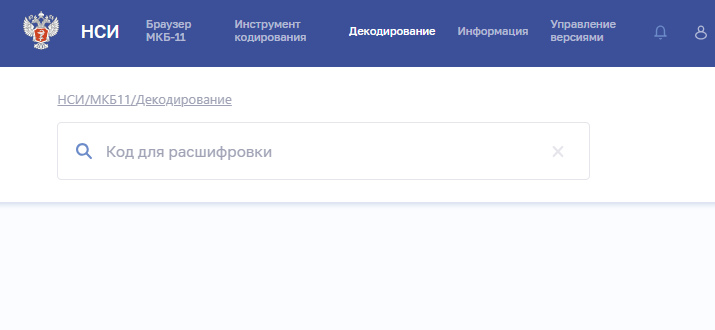 НСИ
Браузер
МКБ-11
Инструмент
кодирования
Декодирование
Информация
Управление
версиями
НСИ/МКБ11/Декодирование
Код для расшифровки